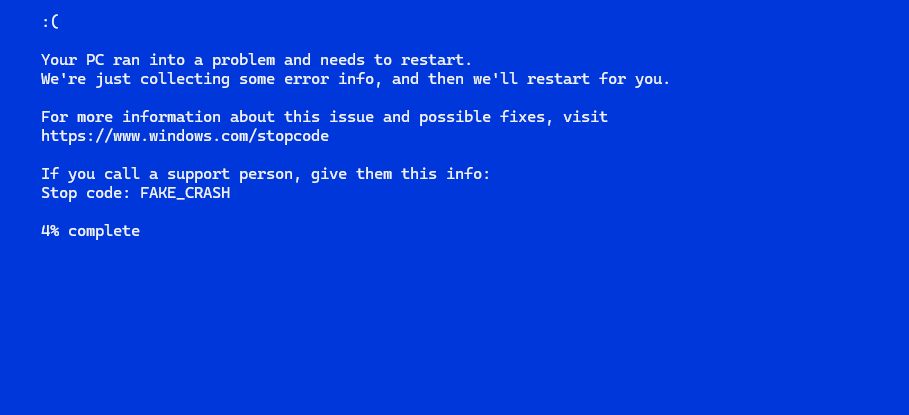 :(
Your PC ran into a problem and needs to restart.
We're just collecting some error info, and then we'll restart for you.
For more information about this issue and possible fixes, visit
https://www.windows.com/stopcode
If you call a support person, give them this info:
Stop code: FAKE_CRASH
4% complete